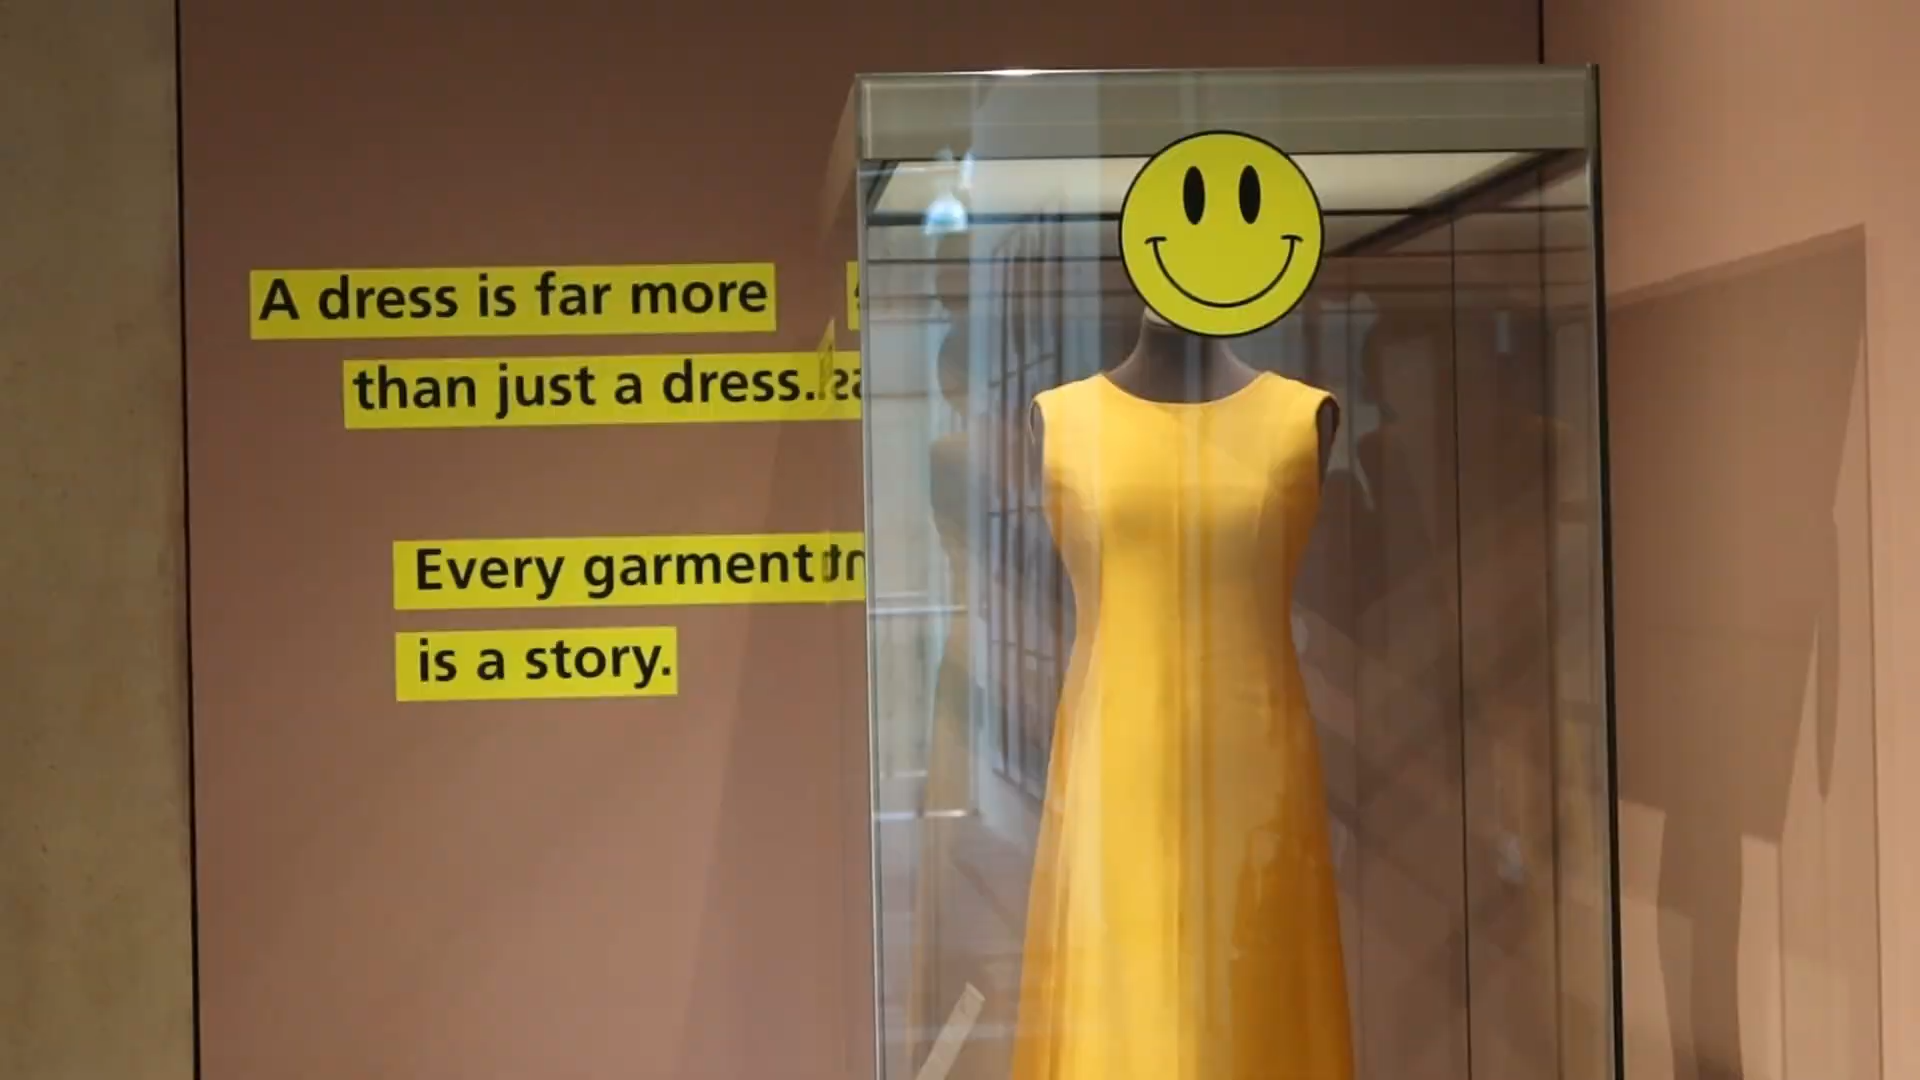 A dress is far more
than just a dress.
Every garment
is a story.